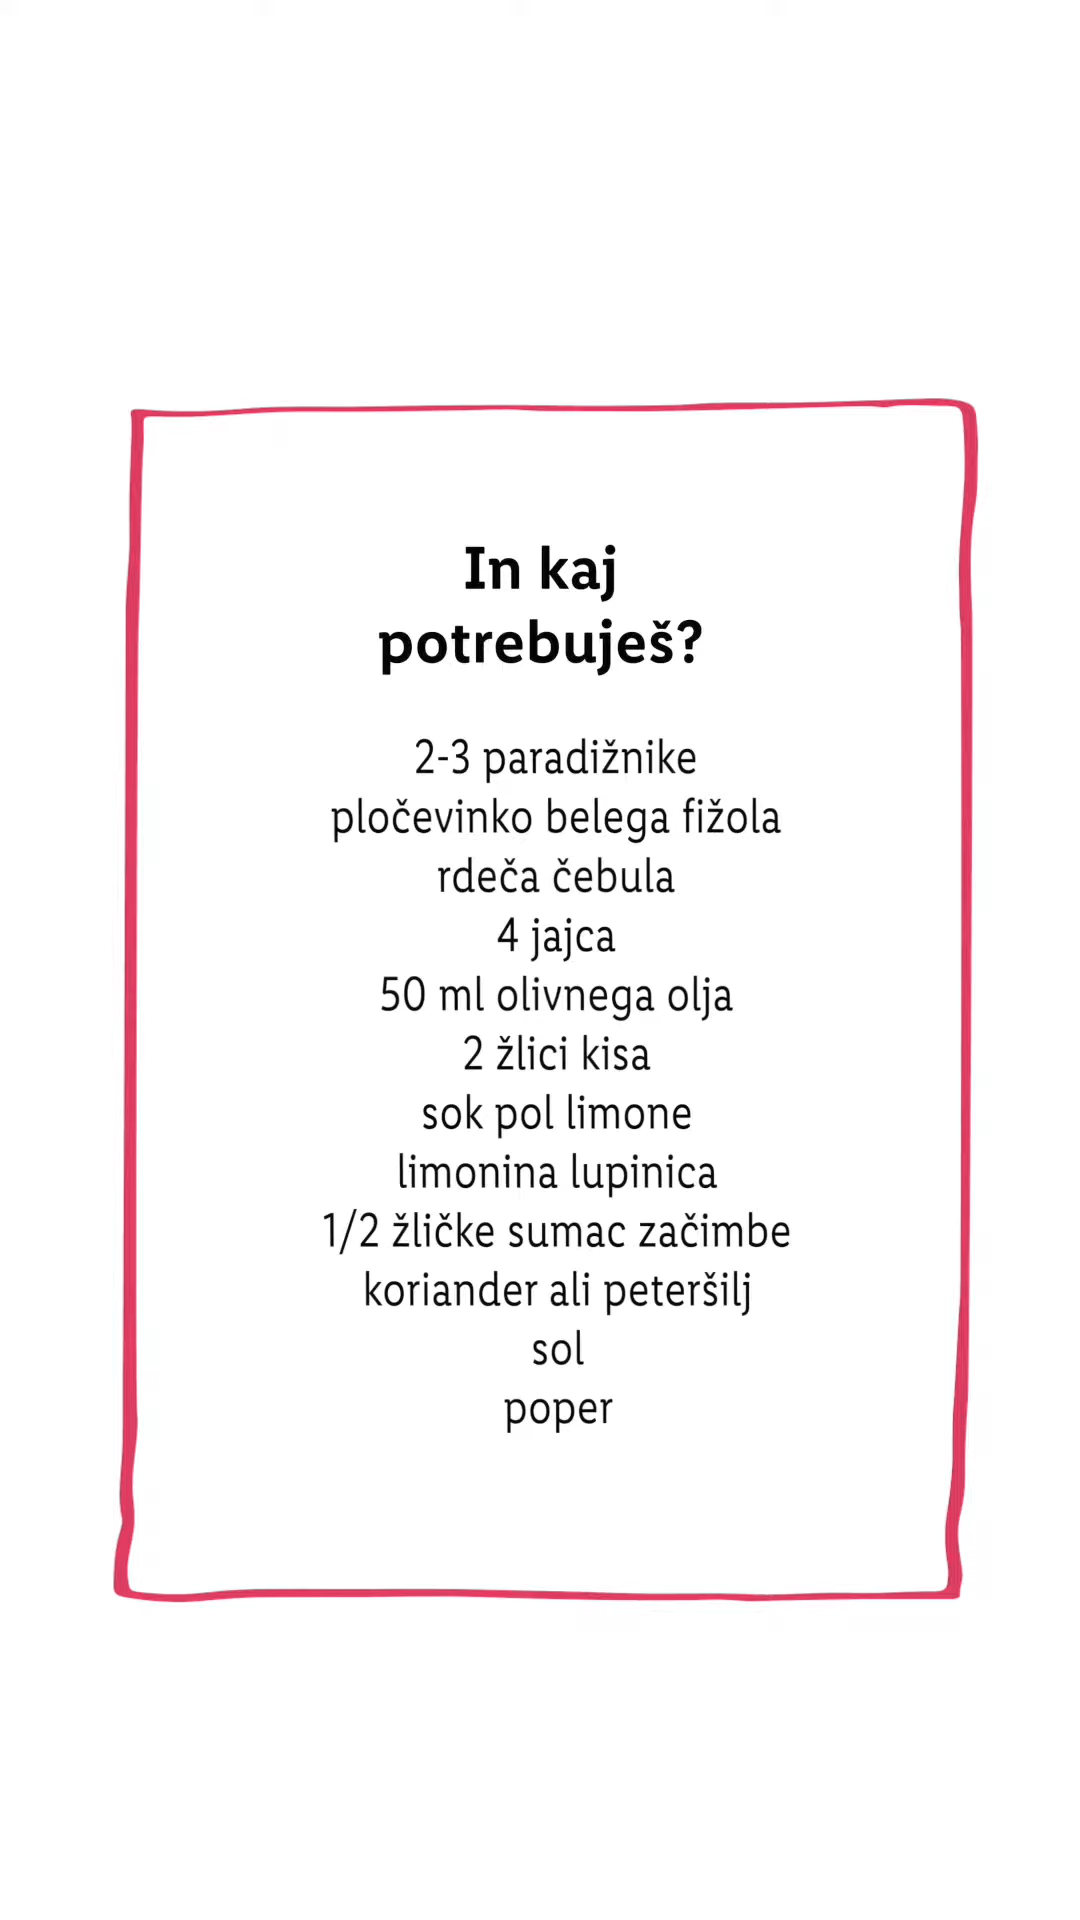 In kaj
potrebuješ?
2-3 paradižnike
pločevinko belega fižola
rdeča čebula
4 jajca
50 ml olivnega olja
2 žlici kisa
sok pol limone
limonina lupinica
1/2 žličke sumac začimbe
koriander ali peteršilj
sol
poper